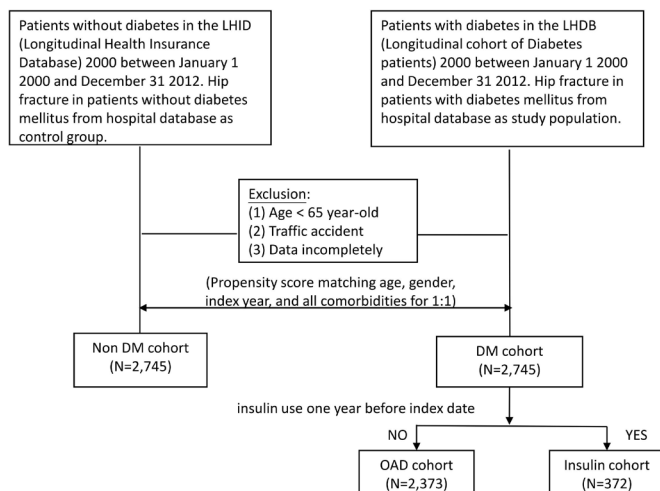 Patients without diabetes in the LHID
(Longitudinal Health Insurance
Database) 2000 between January 1
2000 and December 31 2012. Hip
fracture in patients without diabetes
mellitus from hospital database as
control group.
Patients with diabetes in the LHDB
(Longitudinal cohort of Diabetes
patients) 2000 between January 1 2000
and December 31 2012. Hip fracture in
patients with diabetes mellitus from
hospital database as study population.
Exclusion:
(1) Age < 65 year-old
(2) Traffic accident
(3) Data incompletely
(Propensity score matching age, gender,
index year, and all comorbidities for 1:1)
Non DM cohort
(N=2,745)
DM cohort
(N=2,745)
insulin use one year before index date
NO
YES
OAD cohort
(N=2,373)
Insulin cohort
(N=372)